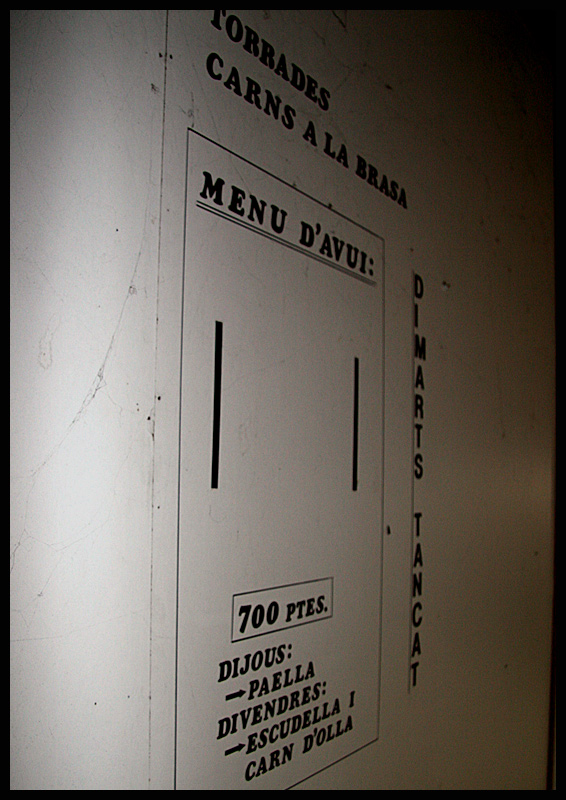 TORRADES
CARNS A LA BRASA
MENU D'AVUI:
700 PTES.
DIJOUS:
→PAELLA
DIVENDRES:
→ESCUDELLA I
CARN D'OLLA
DIMARTS TANCAT